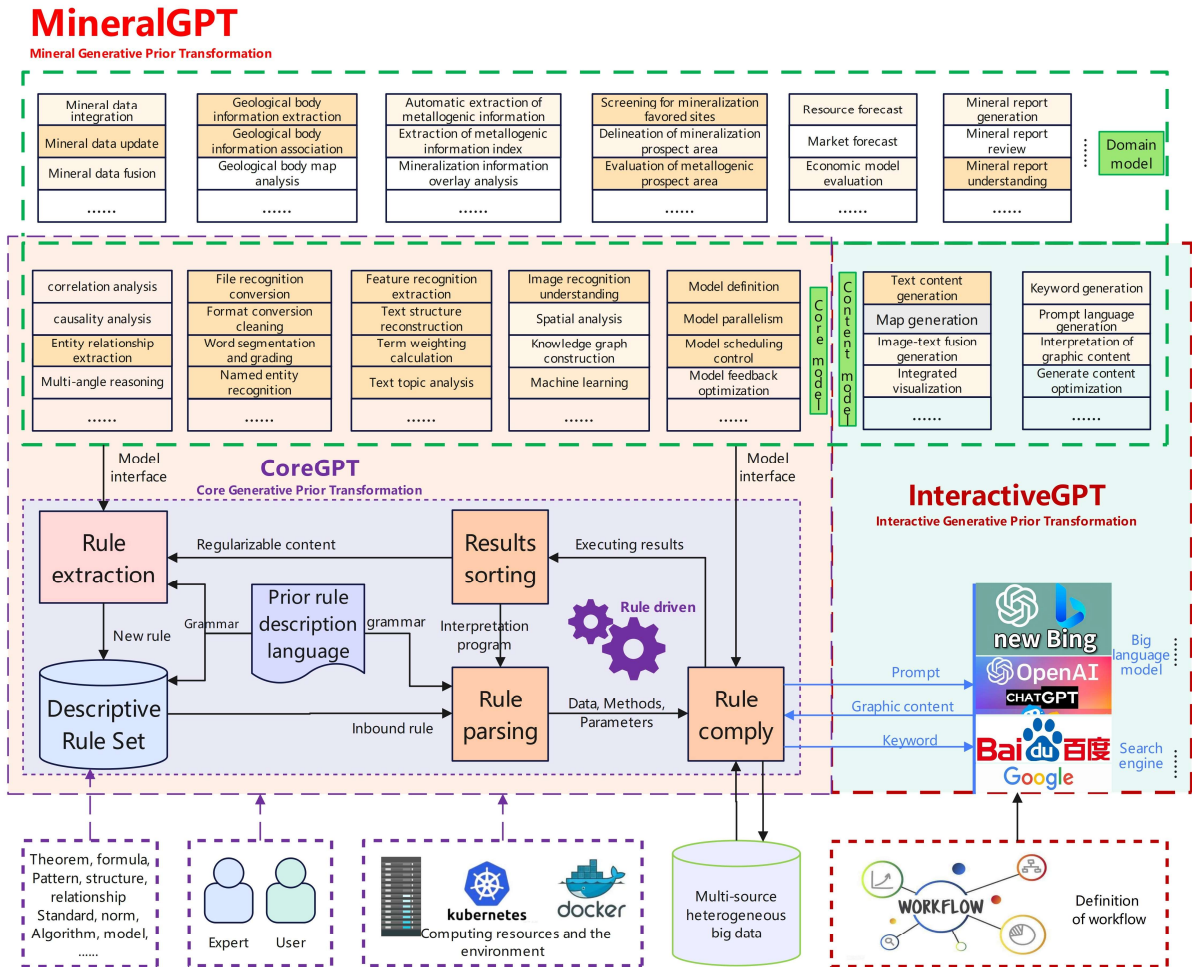 MineralGPT
Mineral Generative Prior Transformation
Mineral data
integration
Mineral data update
Mineral data fusion
......
Geological body
information extraction
Geological body
information association
Geological body map
analysis
......
Automatic extraction of
metallogenic information
Extraction of metallogenic
information index
Mineralization information
overlay analysis
......
Screening for mineralization
favored sites
Delineation of mineralization
prospect area
Evaluation of metallogenic
prospect area
......
Resource forecast
Market forecast
Economic model
evaluation
......
Mineral report
generation
Mineral report
review
Mineral report
understanding
......
Domain
model
correlation analysis
causality analysis
Entity relationship
extraction
Multi-angle reasoning
......
File recognition
conversion
Format conversion
cleaning
Word segmentation
and grading
Named entity
recognition
......
Feature recognition
extraction
Text structure
reconstruction
Term weighting
calculation
Text topic analysis
......
Image recognition
understanding
Spatial analysis
Knowledge graph
construction
Machine learning
......
Model definition
Model parallelism
Model scheduling
control
Model feedback
optimization
......
Core model
Content model
Text content
generation
Map generation
Image-text fusion
generation
Integrated
visualization
......
Keyword generation
Prompt language
generation
Interpretation of
graphic content
Generate content
optimization
......
Model
interface
CoreGPT
Core Generative Prior Transformation
Model
interface
InteractiveGPT
Interactive Generative Prior Transformation
Rule
extraction
Regularizable content
Results
sorting
Executing results
New rule
Grammar
Prior rule
description
language
grammar
Interpretation
program
Rule driven
Descriptive
Rule Set
Inbound rule
Rule
parsing
Data, Methods,
Parameters
Rule
comply
Prompt
Graphic content
Keyword
new Bing
OpenAI
CHATGPT
Bai du 百度
Google
Big
language
model
Search
engine
Theorem, formula,
Pattern, structure,
relationship
Standard, norm,
Algorithm, model,
......
Expert
User
kubernetes
docker
Computing resources and the
environment
Multi-source
heterogeneous
big data
WORKFLOW
Definition
of workflow